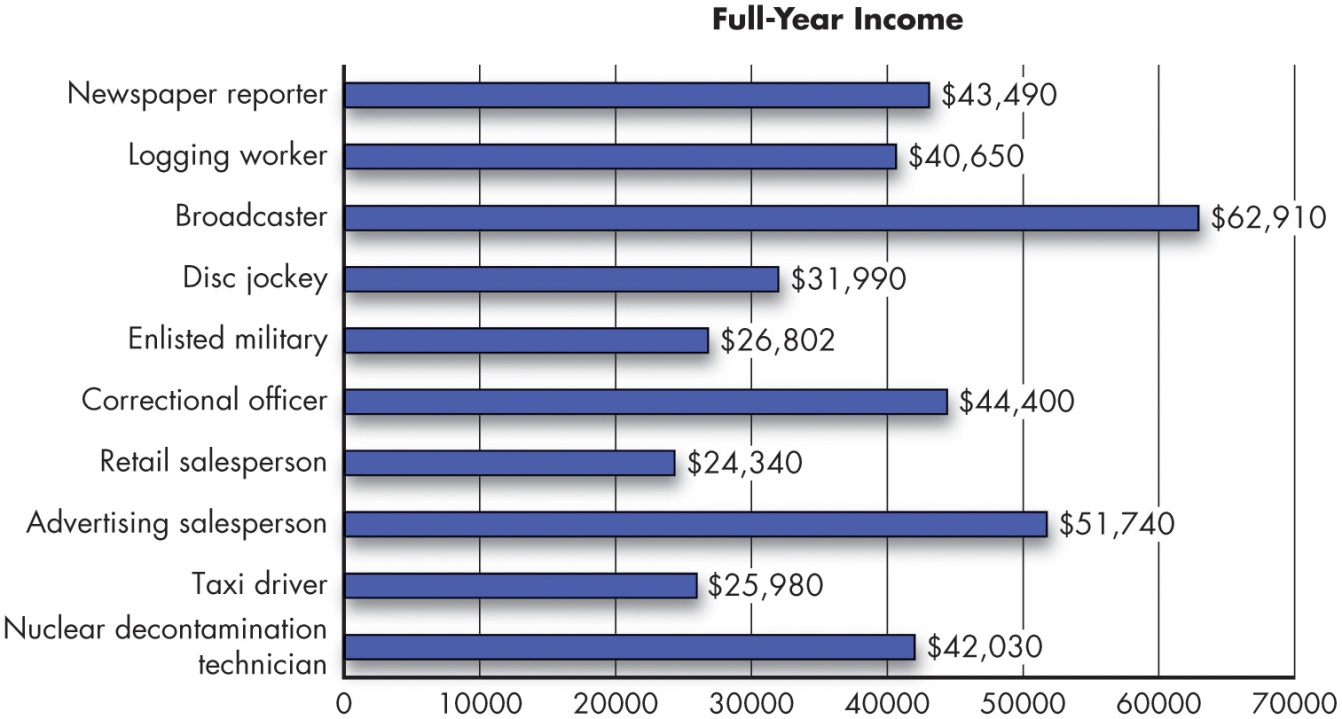 Full-Year Income
Newspaper reporter $43,490
Logging worker $40,650
Broadcaster $62,910
Disc jockey $31,990
Enlisted military $26,802
Correctional officer $44,400
Retail salesperson $24,340
Advertising salesperson $51,740
Taxi driver $25,980
Nuclear decontamination
technician $42,030
0 10000 20000 30000 40000 50000 60000 70000